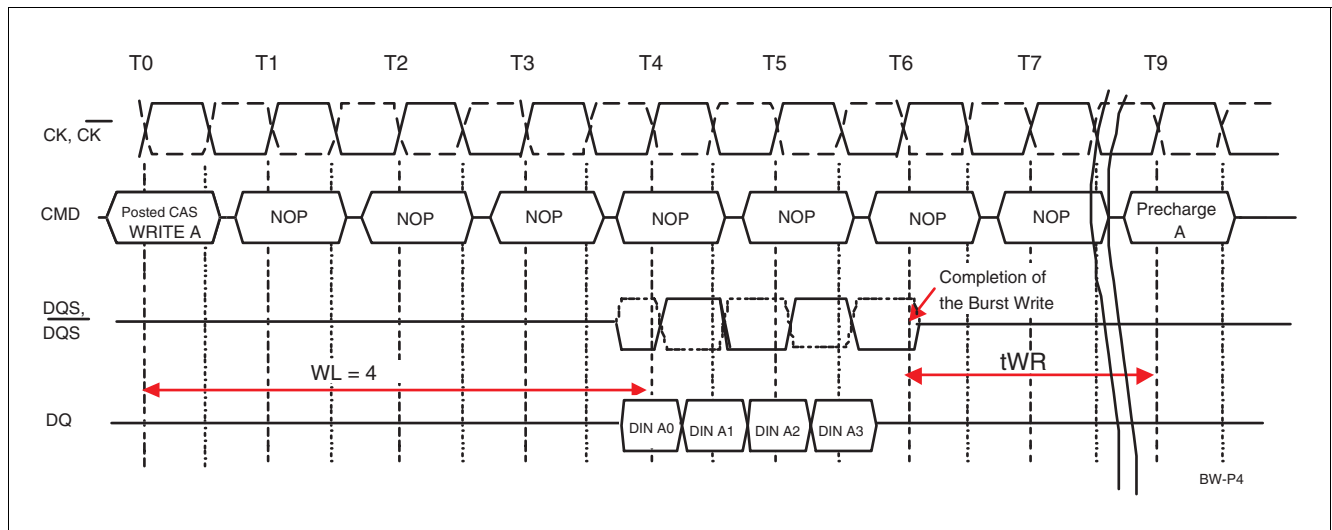 T0 T1 T2 T3 T4 T5 T6 T7 T9
CK, CK
CMD
Posted CAS
WRITE A
NOP NOP NOP NOP NOP NOP NOP
Precharge
A
Completion of
the Burst Write
DQS,
DQS
WL = 4
tWR
DQ
DIN A0 DIN A1 DIN A2 DIN A3
BW-P4